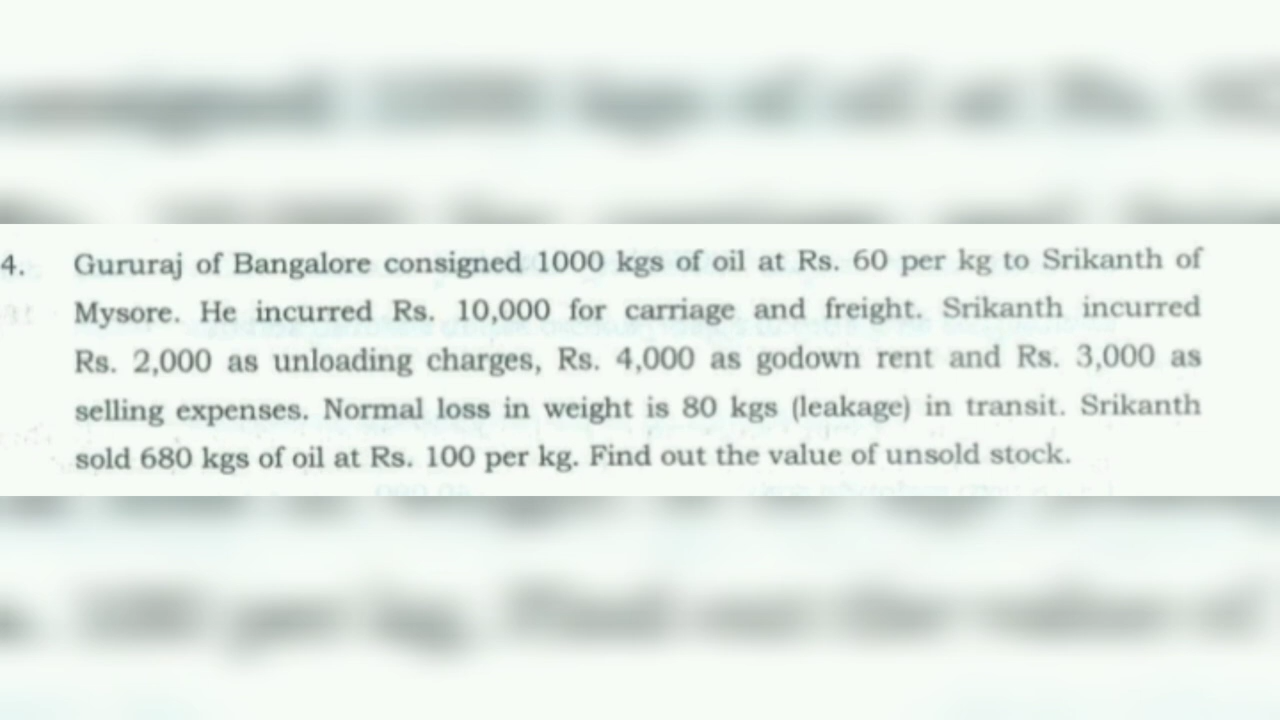 4. Gururaj of Bangalore consigned 1000 kgs of oil at Rs. 60 per kg to Srikanth of
Mysore. He incurred Rs. 10,000 for carriage and freight. Srikanth incurred
Rs. 2,000 as unloading charges, Rs. 4,000 as godown rent and Rs. 3,000 as
selling expenses. Normal loss in weight is 80 kgs (leakage) in transit. Srikanth
sold 680 kgs of oil at Rs. 100 per kg. Find out the value of unsold stock.